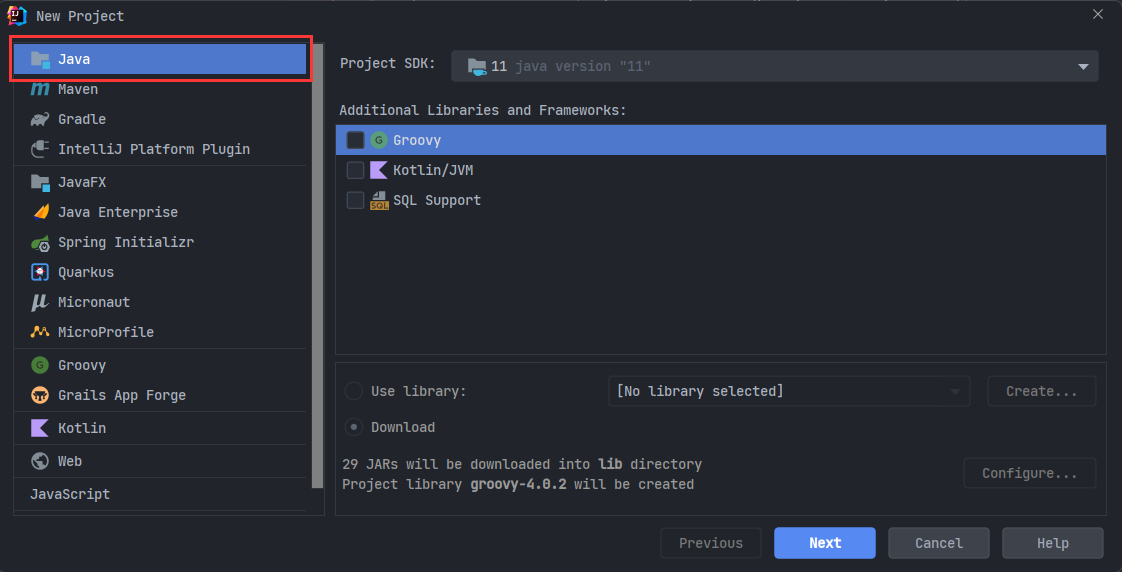 New Project
Java
Maven
Gradle
IntelliJ Platform Plugin
JavaFX
Java Enterprise
Spring Initializr
Quarkus
Micronaut
MicroProfile
Groovy
Grails App Forge
Kotlin
Web
JavaScript
Project SDK: 11 java version "11"
Additional Libraries and Frameworks:
G Groovy
Kotlin/JVM
SQL SQL Support
Use library: [No library selected] Create...
Download
29 JARs will be downloaded into lib directory
Project library groovy-4.0.2 will be created
Configure...
Previous Next Cancel Help